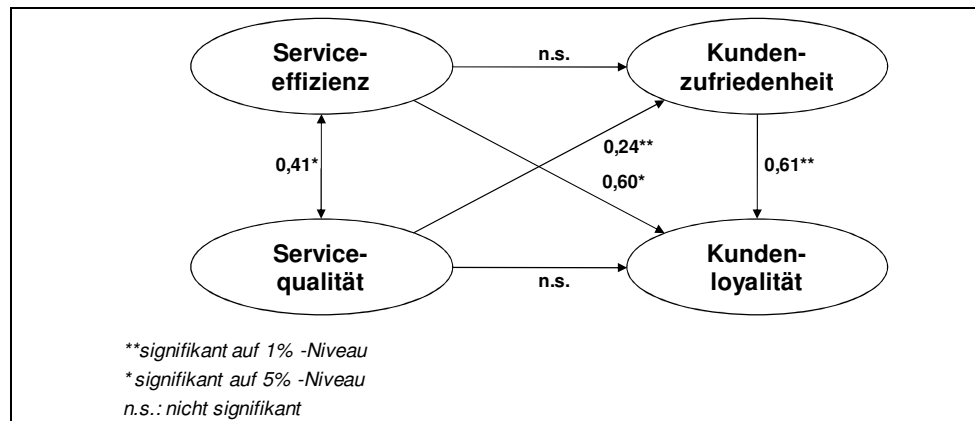 Service-
effizienz
n.s.
Kunden-
zufriedenheit
0,24**
0,41*
0,61**
0,60*
Service-
qualität
n.s.
Kunden-
loyalität
**signifikant auf 1% -Niveau
*signifikant auf 5% -Niveau
n.s.: nicht signifikant